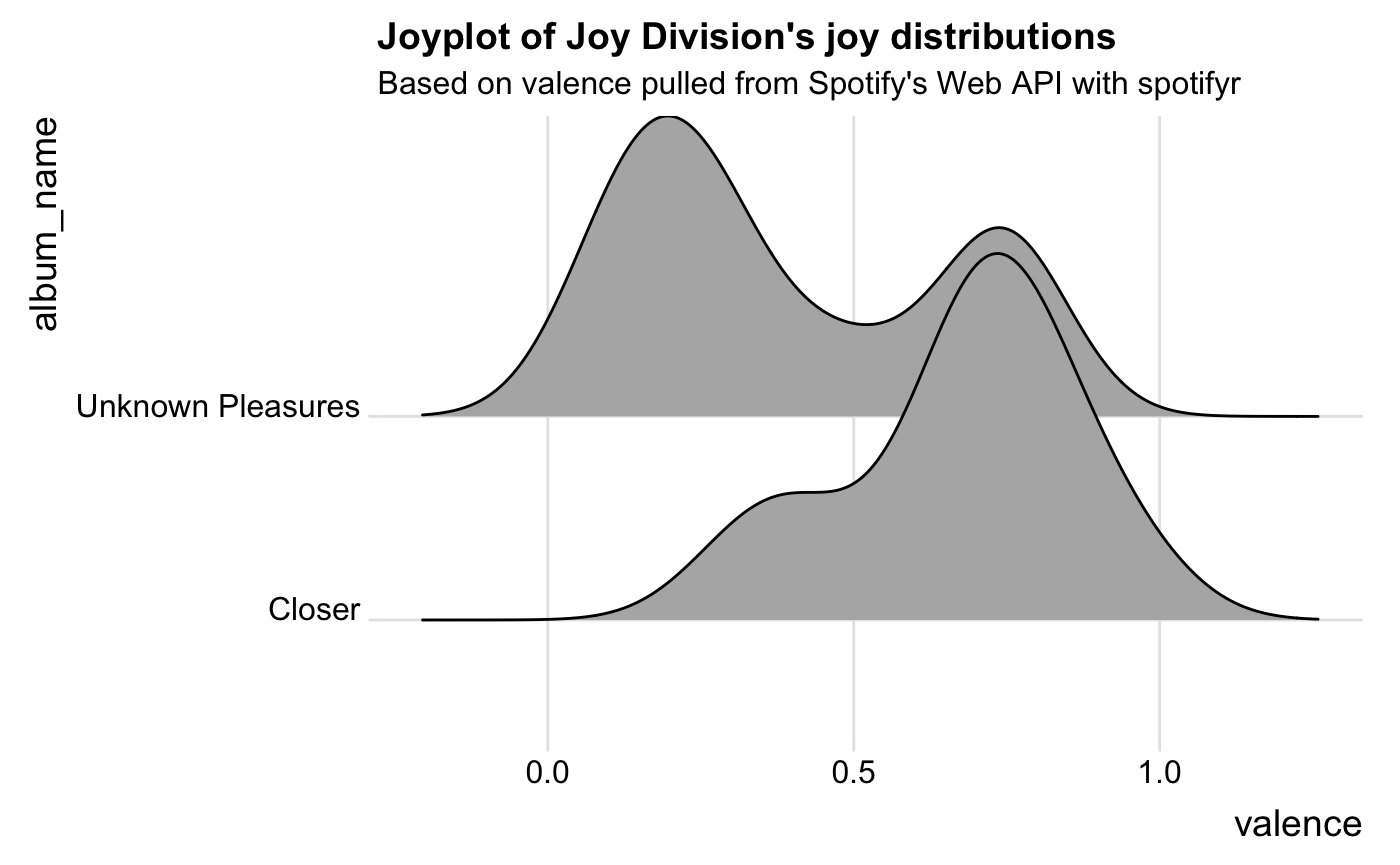 Joyplot of Joy Division's joy distributions
Based on valence pulled from Spotify's Web API with spotifyr
album_name
Unknown Pleasures
Closer
0.0 0.5 1.0
valence